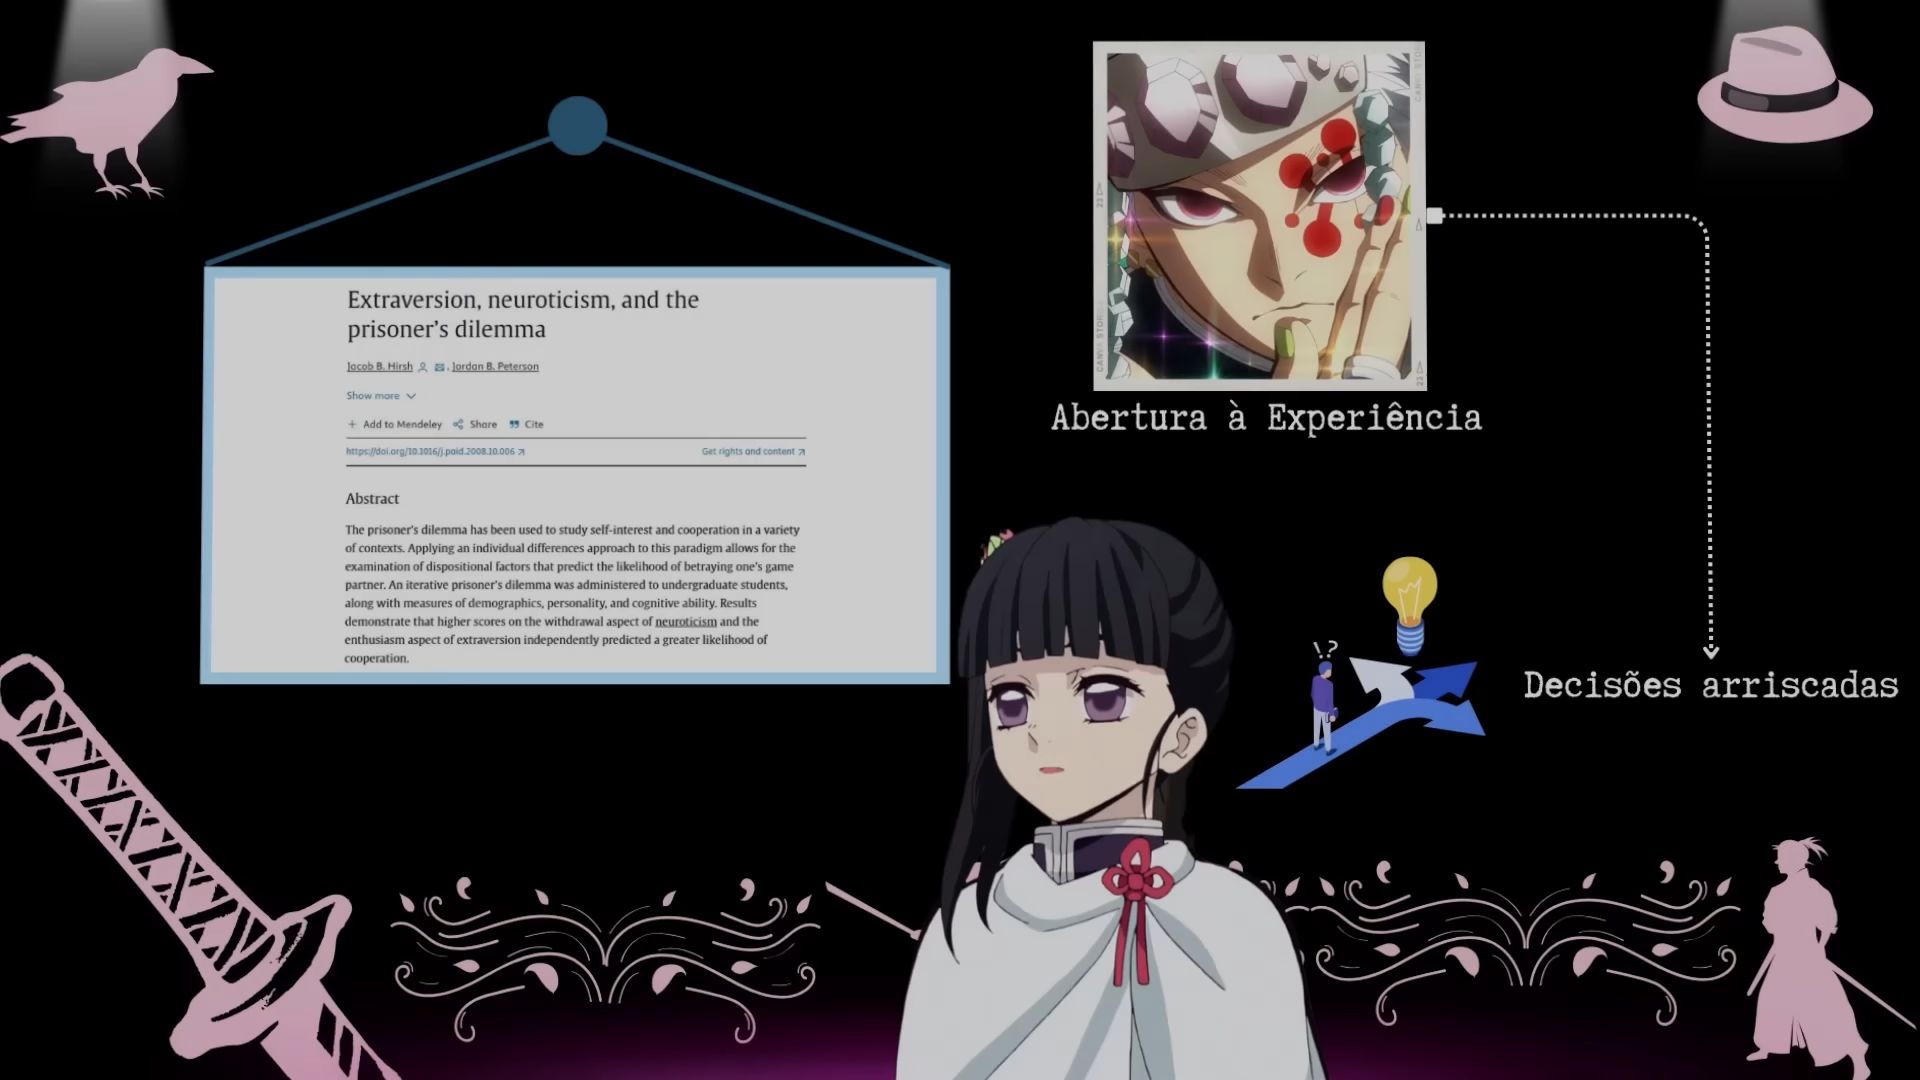 Extraversion, neuroticism, and the
prisoner's dilemma
Jacob B. Hirsh , Jordan B. Peterson
Show more
+ Add to Mendeley Share Cite
https://doi.org/10.1016/j.paid.2008.10.006 Get rights and content
Abstract
The prisoner's dilemma has been used to study self-interest and cooperation in a variety
of contexts. Applying an individual differences approach to this paradigm allows for the
examination of dispositional factors that predict the likelihood of betraying one's game
partner. An iterative prisoner's dilemma was administered to undergraduate students,
along with measures of demographics, personality, and cognitive ability. Results
demonstrate that higher scores on the withdrawal aspect of neuroticism and the
enthusiasm aspect of extraversion independently predicted a greater likelihood of
cooperation.
Abertura à Experiência
!?
Decisões arriscadas